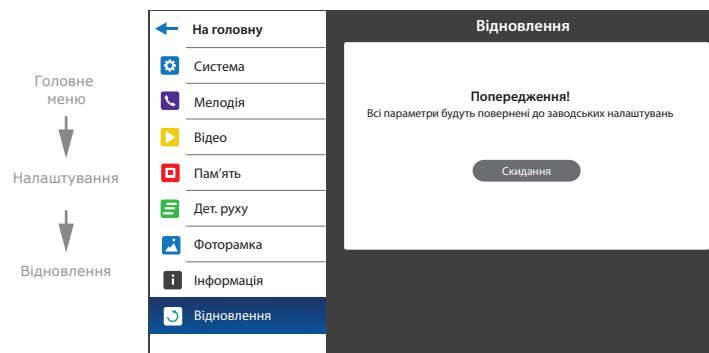 Головне
меню
Налаштування
Відновлення
На головну
Система
Мелодія
Відео
Пам'ять
Дет. руху
Фоторамка
Інформація
Відновлення
Відновлення
Попередження!
Всі параметри будуть повернені до заводських налаштувань
Скидання